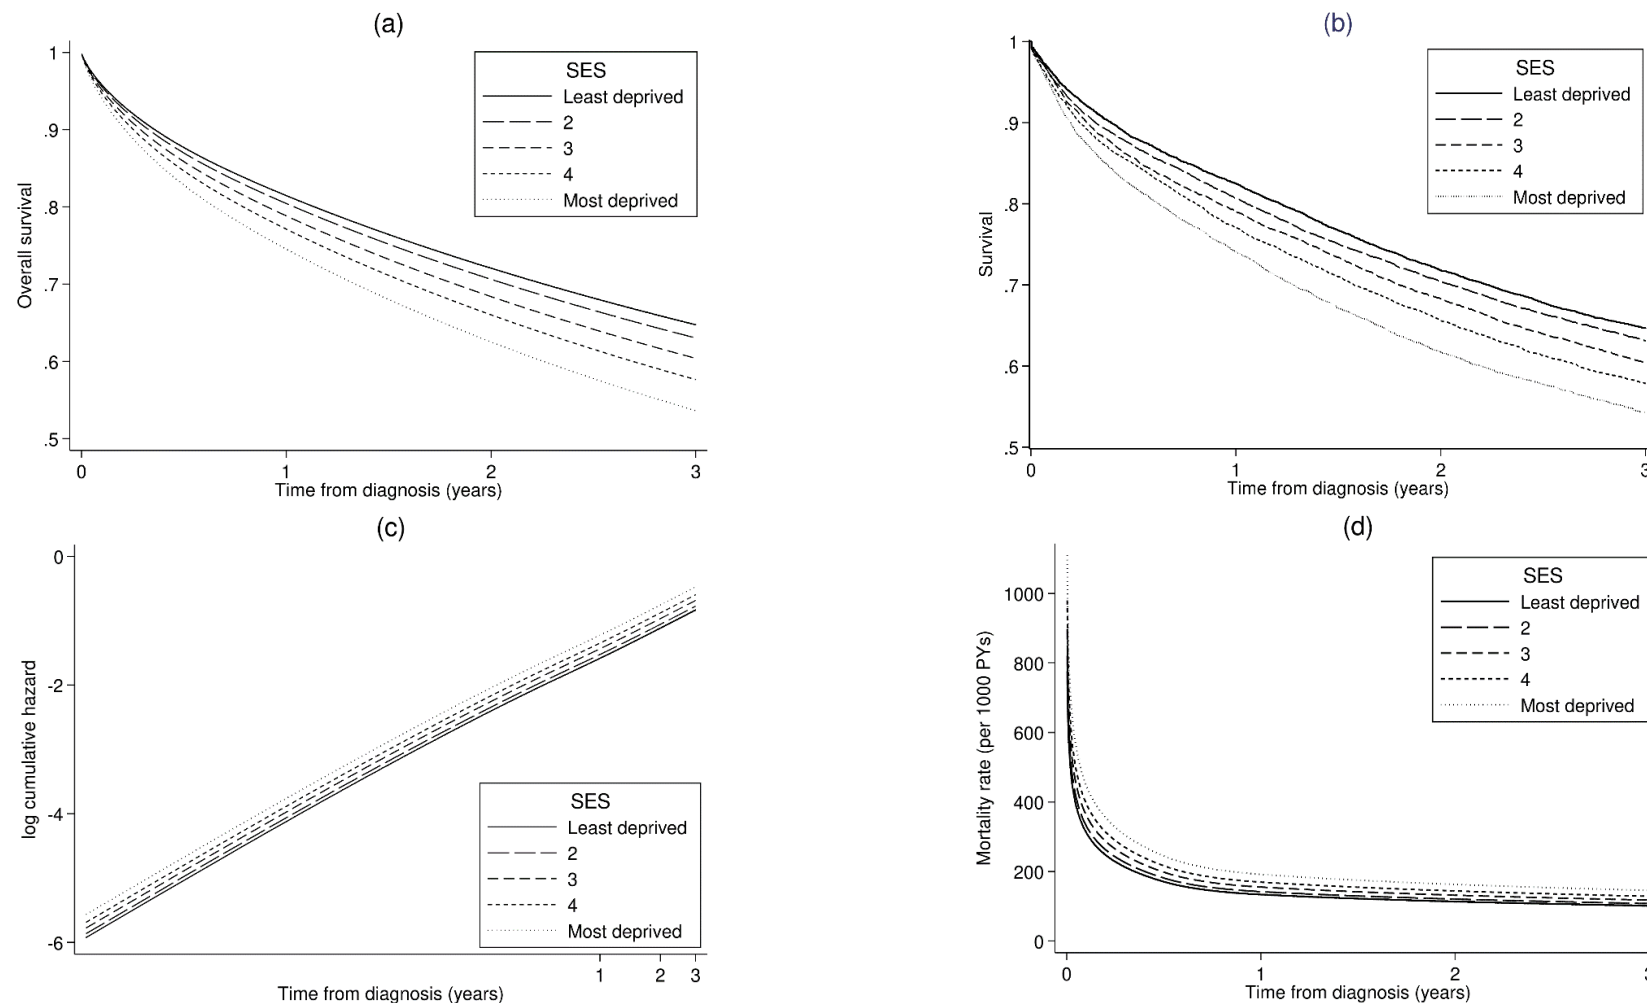 (a)
Overall survival
1
.9
.8
.7
.6
.5
0 1 2 3
Time from diagnosis (years)
SES
Least deprived
2
3
4
Most deprived
(b)
Survival
1
.9
.8
.7
.6
.5
0 1 2 3
Time from diagnosis (years)
SES
Least deprived
2
3
4
Most deprived
(c)
log cumulative hazard
0
-2
-4
-6
1 2 3
Time from diagnosis (years)
SES
Least deprived
2
3
4
Most deprived
(d)
Mortality rate (per 1000 PYs)
1000
800
600
400
200
0
0 1 2 3
Time from diagnosis (years)
SES
Least deprived
2
3
4
Most deprived